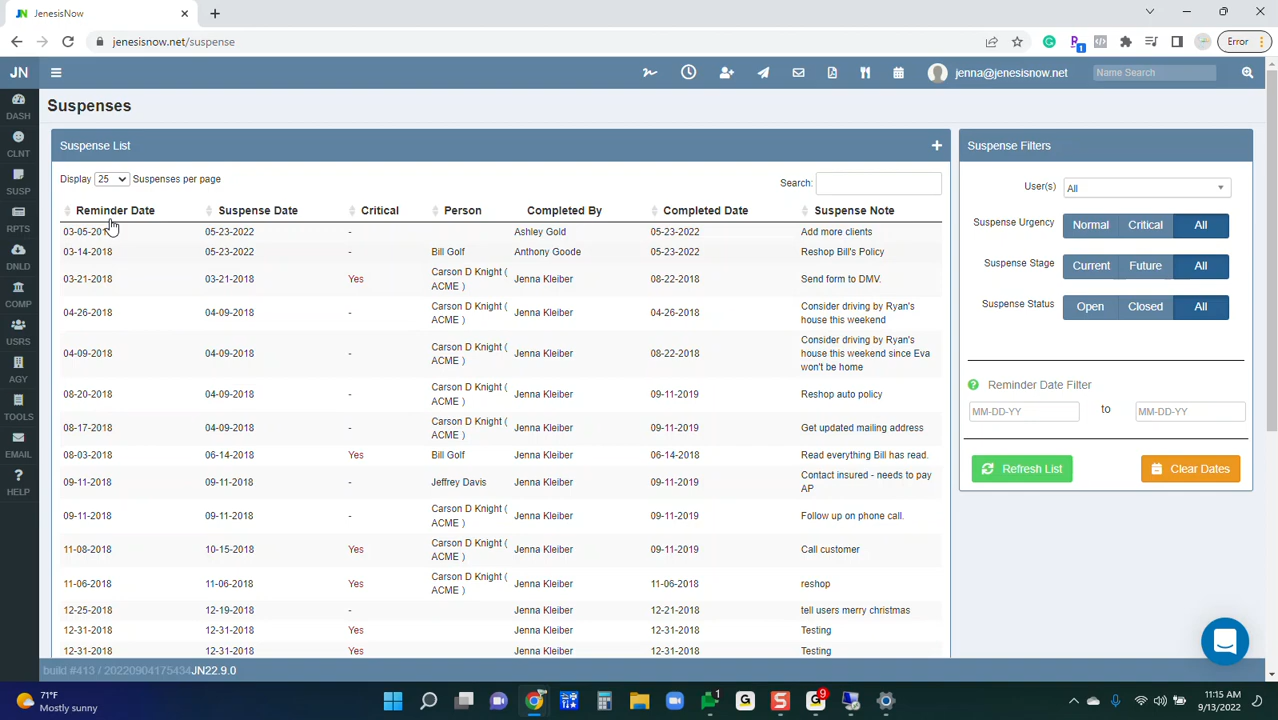 JenesisNow
jenesisnow.net/suspense
1
Error
JN
jenna@jenesisnow.net
Name Search
DASH
CLNT
SUSP
RPTS
DNLD
COMP
USRS
AGY
TOOLS
EMAIL
HELP
Suspenses
Suspense List
Display 25 Suspenses per page
Search:
Reminder Date Suspense Date Critical Person Completed By Completed Date Suspense Note
05-23-2022 - Ashley Gold 05-23-2022 Add more clients
03-14-2018 05-23-2022 - Bill Golf Anthony Goode 05-23-2022 Reshop Bill's Policy
03-21-2018 03-21-2018 Yes Carson D Knight ( ACME ) Jenna Kleiber 08-22-2018 Send form to DMV.
04-26-2018 04-09-2018 - Carson D Knight ( ACME ) Jenna Kleiber 04-26-2018 Consider driving by Ryan's
house this weekend
04-09-2018 04-09-2018 - Carson D Knight ( ACME ) Jenna Kleiber 08-22-2018 Consider driving by Ryan's
house this weekend since Eva
won't be home
08-20-2018 04-09-2018 - Carson D Knight ( ACME ) Jenna Kleiber 09-11-2019 Reshop auto policy
08-17-2018 04-09-2018 - Carson D Knight ( ACME ) Jenna Kleiber 09-11-2019 Get updated mailing address
08-03-2018 06-14-2018 Yes Bill Golf Jenna Kleiber 06-14-2018 Read everything Bill has read.
09-11-2018 09-11-2018 - Jeffrey Davis Jenna Kleiber 09-11-2019 Contact insured - needs to pay
AP
09-11-2018 09-11-2018 - Carson D Knight ( ACME ) Jenna Kleiber 09-11-2019 Follow up on phone call.
11-08-2018 10-15-2018 Yes Carson D Knight ( ACME ) Jenna Kleiber 09-11-2019 Call customer
11-06-2018 11-06-2018 Yes Carson D Knight ( ACME ) Jenna Kleiber 11-06-2018 reshop
12-25-2018 12-19-2018 - Jenna Kleiber 12-21-2018 tell users merry christmas
12-31-2018 12-31-2018 Yes Jenna Kleiber 12-31-2018 Testing
12-31-2018 12-31-2018 Yes Jenna Kleiber 12-31-2018 Testing
Suspense Filters
User(s) All
Suspense Urgency Normal Critical All
Suspense Stage Current Future All
Suspense Status Open Closed All
Reminder Date Filter
MM-DD-YY to MM-DD-YY
Refresh List Clear Dates
build #413 / 20220904175434JN22.9.0
71°F
Mostly sunny
1
9
11:15 AM
9/13/2022